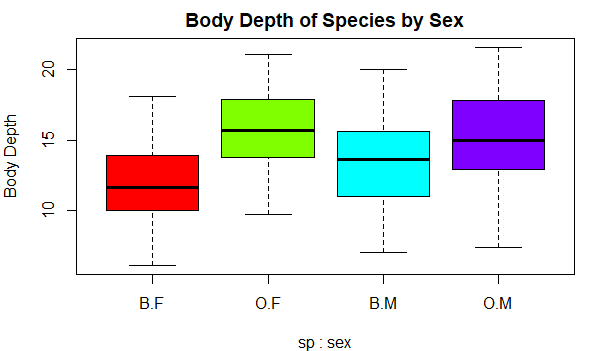 Body Depth of Species by Sex
Body Depth
20
15
10
B.F O.F B.M O.M
sp : sex